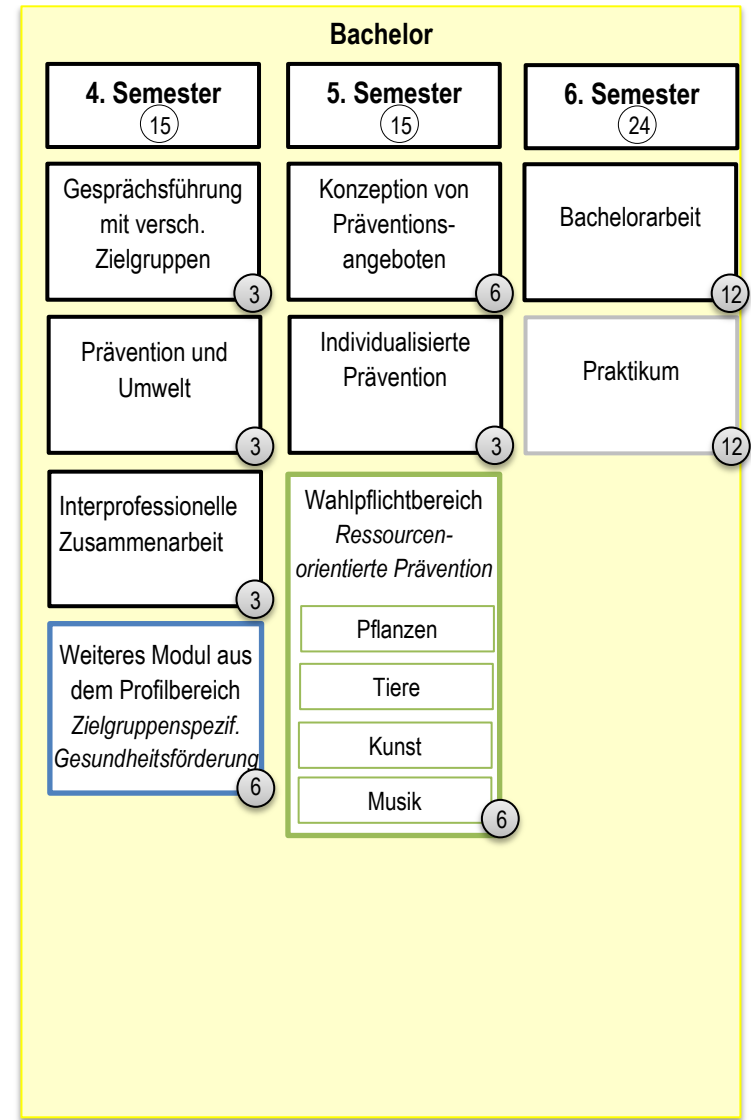 Bachelor
4. Semester
15
5. Semester
15
6. Semester
24
Gesprächsführung
mit versch.
Zielgruppen
3
Konzeption von
Präventions-
angeboten
6
Bachelorarbeit
12
Prävention und
Umwelt
3
Individualisierte
Prävention
3
Praktikum
12
Interprofessionelle
Zusammenarbeit
3
Wahlpflichtbereich
Ressourcen-
orientierte Prävention
Pflanzen
Tiere
Kunst
Musik
6
Weiteres Modul aus
dem Profilbereich
Zielgruppenspezif.
Gesundheitsförderung
6